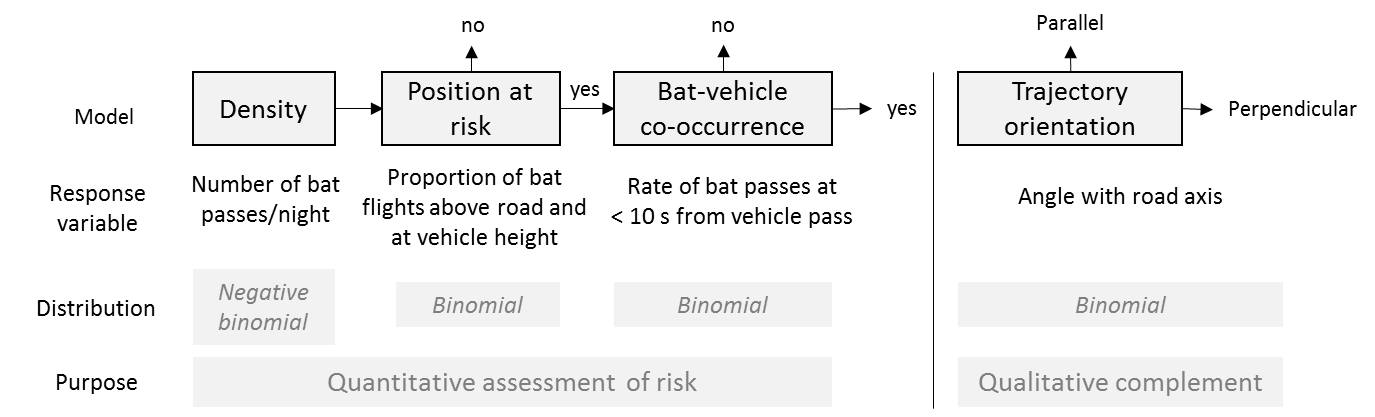 no
no
Parallel
Model
Density
Position at
risk
yes
Bat-vehicle
co-occurrence
yes
Trajectory
orientation
Perpendicular
Response
variable
Number of bat
passes/night
Proportion of bat
flights above road and
at vehicle height
Rate of bat passes at
< 10 s from vehicle pass
Angle with road axis
Distribution
Negative
binomial
Binomial
Binomial
Binomial
Purpose
Quantitative assessment of risk
Qualitative complement